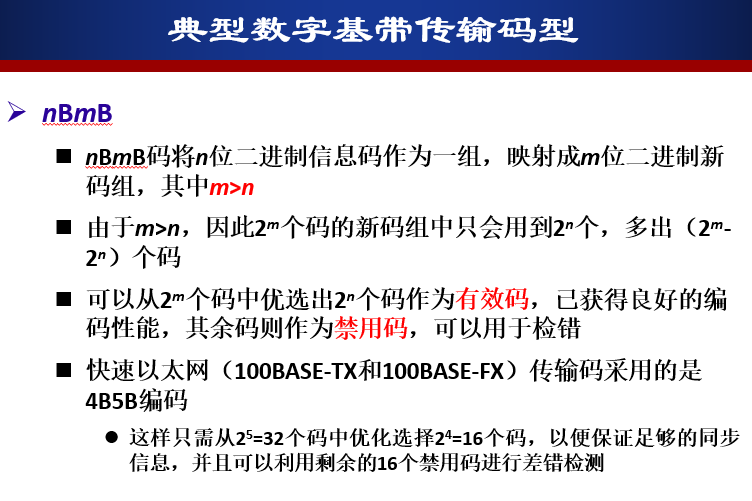 典型数字基带传输码型
nBmB
nBmB码将n位二进制信息码作为一组，映射成m位二进制新
码组，其中m>n
由于m>n，因此2ᵐ个码的新码组中只会用到2ⁿ个，多出（2ᵐ-
2ⁿ）个码
可以从2ᵐ个码中优选出2ⁿ个码作为有效码，已获得良好的编
码性能，其余码则作为禁用码，可以用于检错
快速以太网（100BASE-TX和100BASE-FX）传输码采用的是
4B5B编码
这样只需从2⁵=32个码中优化选择2⁴=16个码，以便保证足够的同步
信息，并且可以利用剩余的16个禁用码进行差错检测